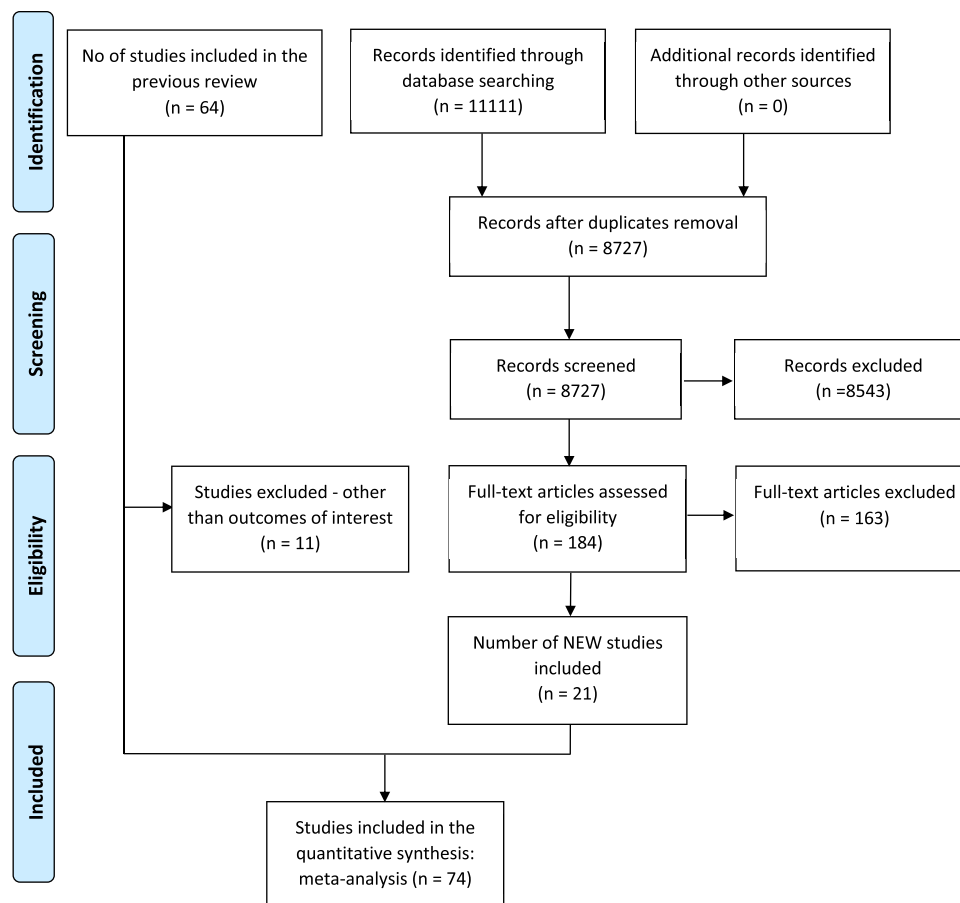 Identification
No of studies included in the
previous review
(n = 64)
Records identified through
database searching
(n = 11111)
Additional records identified
through other sources
(n = 0)
Records after duplicates removal
(n = 8727)
Screening
Records screened
(n = 8727)
Records excluded
(n =8543)
Eligibility
Studies excluded - other
than outcomes of interest
(n = 11)
Full-text articles assessed
for eligibility
(n = 184)
Full-text articles excluded
(n = 163)
Number of NEW studies
included
(n = 21)
Included
Studies included in the
quantitative synthesis:
meta-analysis (n = 74)